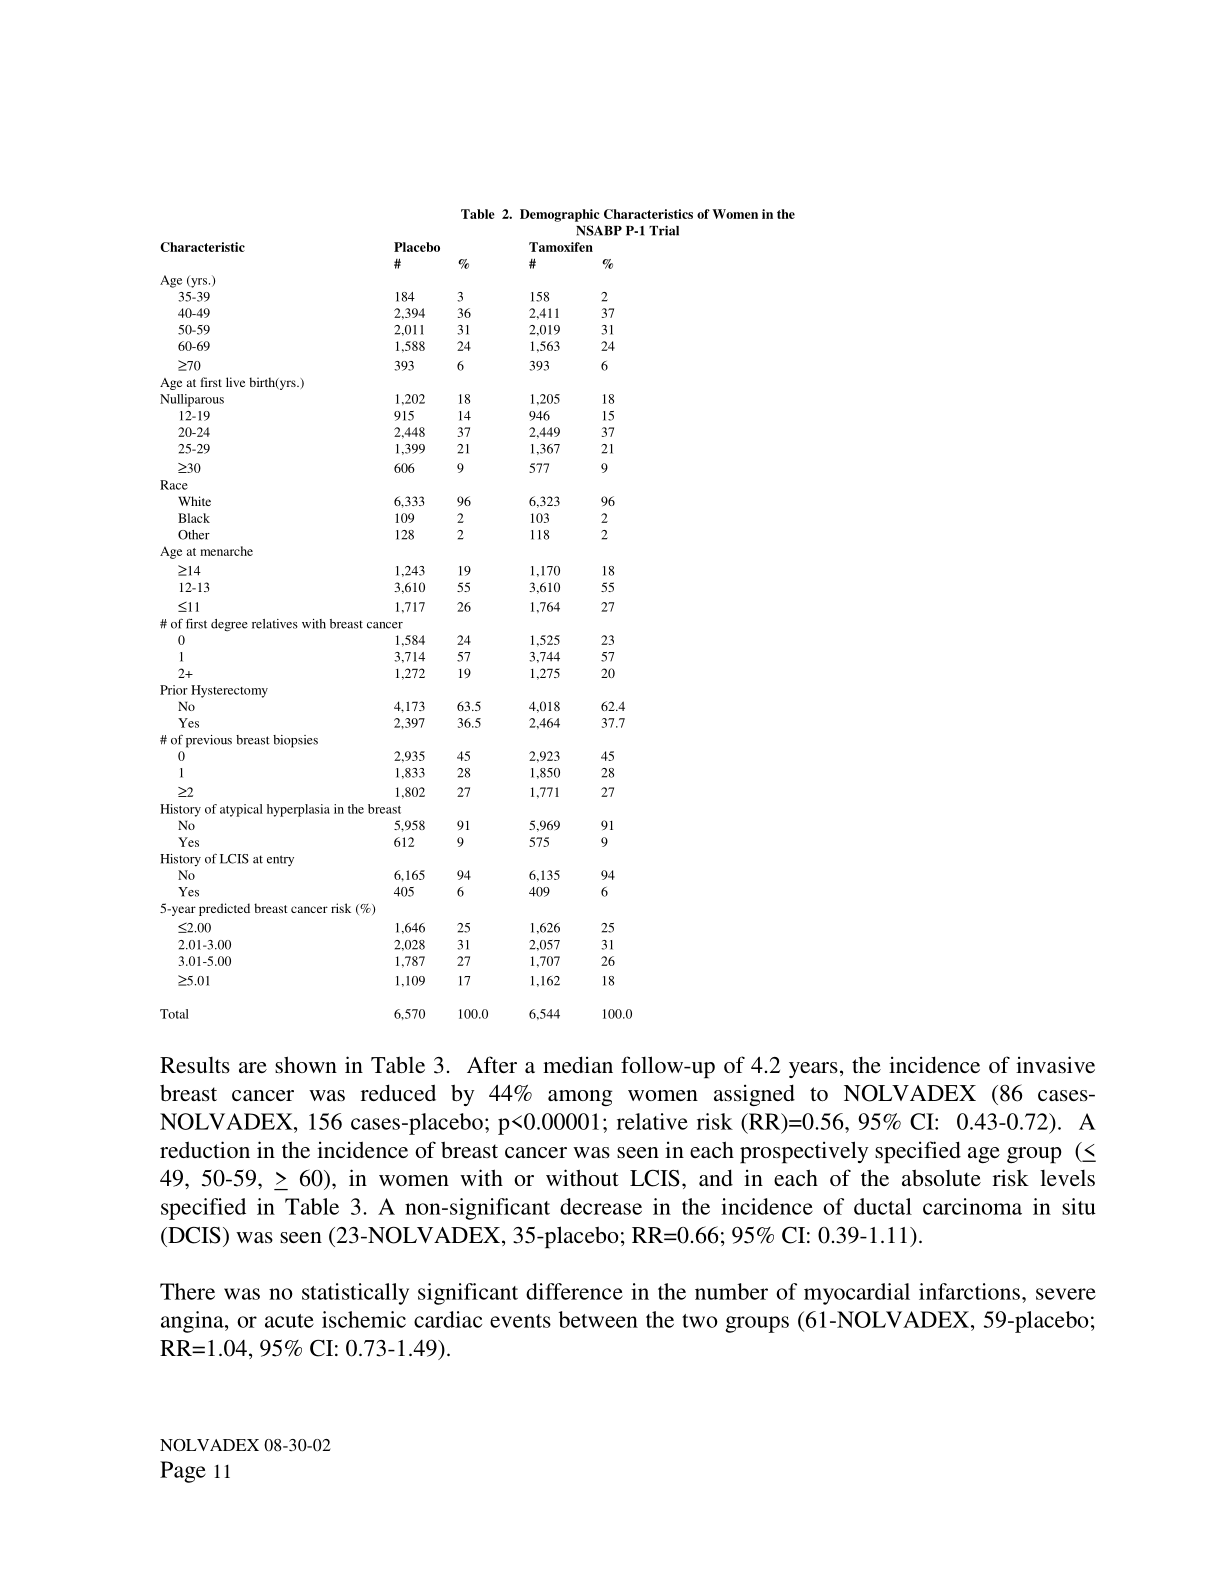 Table 2. Demographic Characteristics of Women in the
NSABP P-1 Trial
Characteristic Placebo Tamoxifen
# % # %
Age (yrs.)
35-39 184 3 158 2
40-49 2,394 36 2,411 37
50-59 2,011 31 2,019 31
60-69 1,588 24 1,563 24
≥70 393 6 393 6
Age at first live birth(yrs.)
Nulliparous 1,202 18 1,205 18
12-19 915 14 946 15
20-24 2,448 37 2,449 37
25-29 1,399 21 1,367 21
≥30 606 9 577 9
Race
White 6,333 96 6,323 96
Black 109 2 103 2
Other 128 2 118 2
Age at menarche
≥14 1,243 19 1,170 18
12-13 3,610 55 3,610 55
≤11 1,717 26 1,764 27
# of first degree relatives with breast cancer
0 1,584 24 1,525 23
1 3,714 57 3,744 57
2+ 1,272 19 1,275 20
Prior Hysterectomy
No 4,173 63.5 4,018 62.4
Yes 2,397 36.5 2,464 37.7
# of previous breast biopsies
0 2,935 45 2,923 45
1 1,833 28 1,850 28
≥2 1,802 27 1,771 27
History of atypical hyperplasia in the breast
No 5,958 91 5,969 91
Yes 612 9 575 9
History of LCIS at entry
No 6,165 94 6,135 94
Yes 405 6 409 6
5-year predicted breast cancer risk (%)
≤2.00 1,646 25 1,626 25
2.01-3.00 2,028 31 2,057 31
3.01-5.00 1,787 27 1,707 26
≥5.01 1,109 17 1,162 18
Total 6,570 100.0 6,544 100.0
Results are shown in Table 3. After a median follow-up of 4.2 years, the incidence of invasive
breast cancer was reduced by 44% among women assigned to NOLVADEX (86 cases-
NOLVADEX, 156 cases-placebo; p<0.00001; relative risk (RR)=0.56, 95% CI: 0.43-0.72). A
reduction in the incidence of breast cancer was seen in each prospectively specified age group (≤
49, 50-59, ≥ 60), in women with or without LCIS, and in each of the absolute risk levels
specified in Table 3. A non-significant decrease in the incidence of ductal carcinoma in situ
(DCIS) was seen (23-NOLVADEX, 35-placebo; RR=0.66; 95% CI: 0.39-1.11).
There was no statistically significant difference in the number of myocardial infarctions, severe
angina, or acute ischemic cardiac events between the two groups (61-NOLVADEX, 59-placebo;
RR=1.04, 95% CI: 0.73-1.49).
NOLVADEX 08-30-02
Page 11